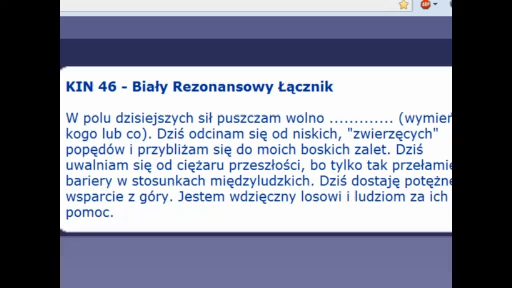 KIN 46 - Biały Rezonansowy Łącznik
W polu dzisiejszych sił puszczam wolno ............. (wymień
kogo lub co). Dziś odcinam się od niskich, "zwierzęcych"
popędów i przybliżam się do moich boskich zalet. Dziś
uwalniam się od ciężaru przeszłości, bo tylko tak przełamię
bariery w stosunkach międzyludzkich. Dziś dostaję potężne
wsparcie z góry. Jestem wdzięczny losowi i ludziom za ich
pomoc.